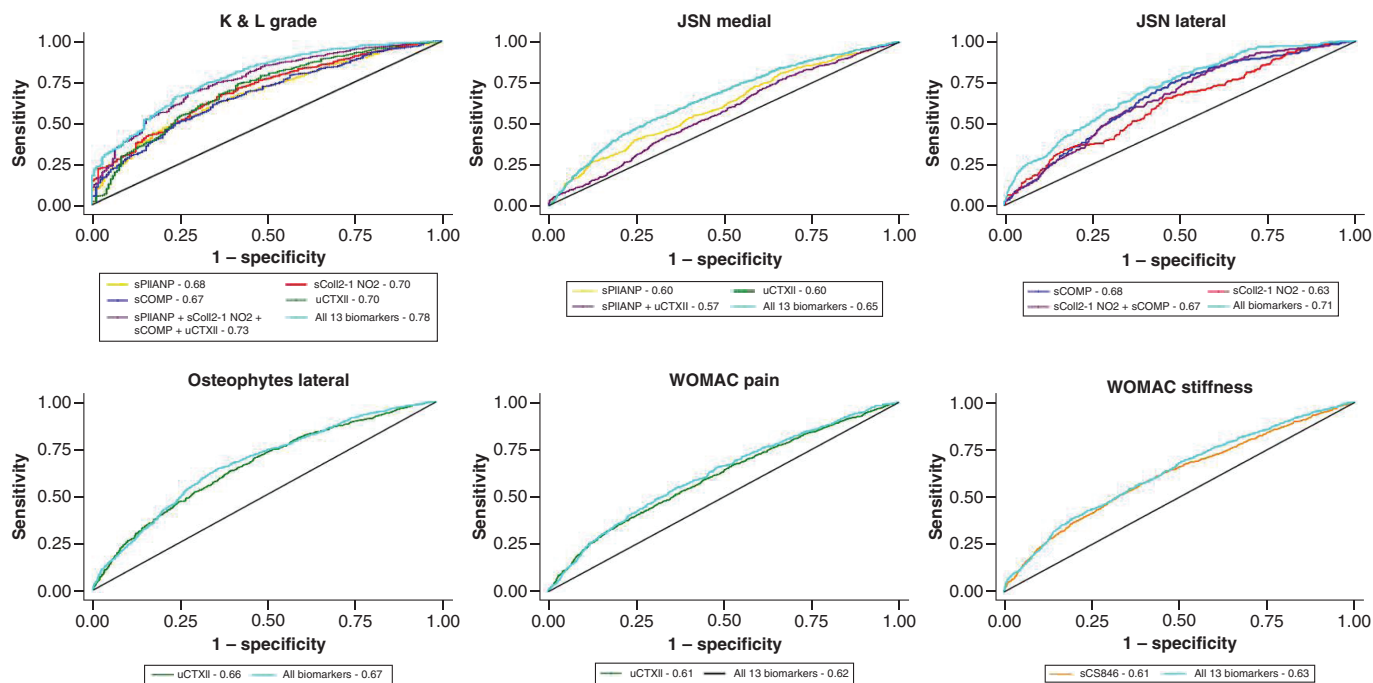 K & L grade
1.00
0.75
0.50
0.25
0.00
Sensitivity
0.00 0.25 0.50 0.75 1.00
1 – specificity
sPIIANP - 0.68 sColl2-1 NO2 - 0.70
sCOMP - 0.67 uCTXII - 0.70
sPIIANP + sColl2-1 NO2 + All 13 biomarkers - 0.78
sCOMP + uCTXII - 0.73
JSN medial
1.00
0.75
0.50
0.25
0.00
Sensitivity
0.00 0.25 0.50 0.75 1.00
1 – specificity
sPIIANP - 0.60 uCTXII - 0.60
sPIIANP + uCTXII - 0.57 All 13 biomarkers - 0.65
JSN lateral
1.00
0.75
0.50
0.25
0.00
Sensitivity
0.00 0.25 0.50 0.75 1.00
1 – specificity
sCOMP - 0.68 sColl2-1 NO2 - 0.63
sColl2-1 NO2 + sCOMP - 0.67 All biomarkers - 0.71
Osteophytes lateral
1.00
0.75
0.50
0.25
0.00
Sensitivity
0.00 0.25 0.50 0.75 1.00
1 – specificity
uCTXII - 0.66 All biomarkers - 0.67
WOMAC pain
1.00
0.75
0.50
0.25
0.00
Sensitivity
0.00 0.25 0.50 0.75 1.00
1 – specificity
uCTXII - 0.61 All 13 biomarkers - 0.62
WOMAC stiffness
1.00
0.75
0.50
0.25
0.00
Sensitivity
0.00 0.25 0.50 0.75 1.00
1 – specificity
sCS846 - 0.61 All 13 biomarkers - 0.63